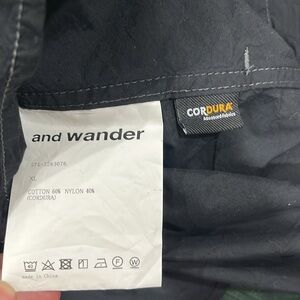 and wander
CORDURA
XL
COTTON 60% NYLON 40%
(CORDURA)
made in China